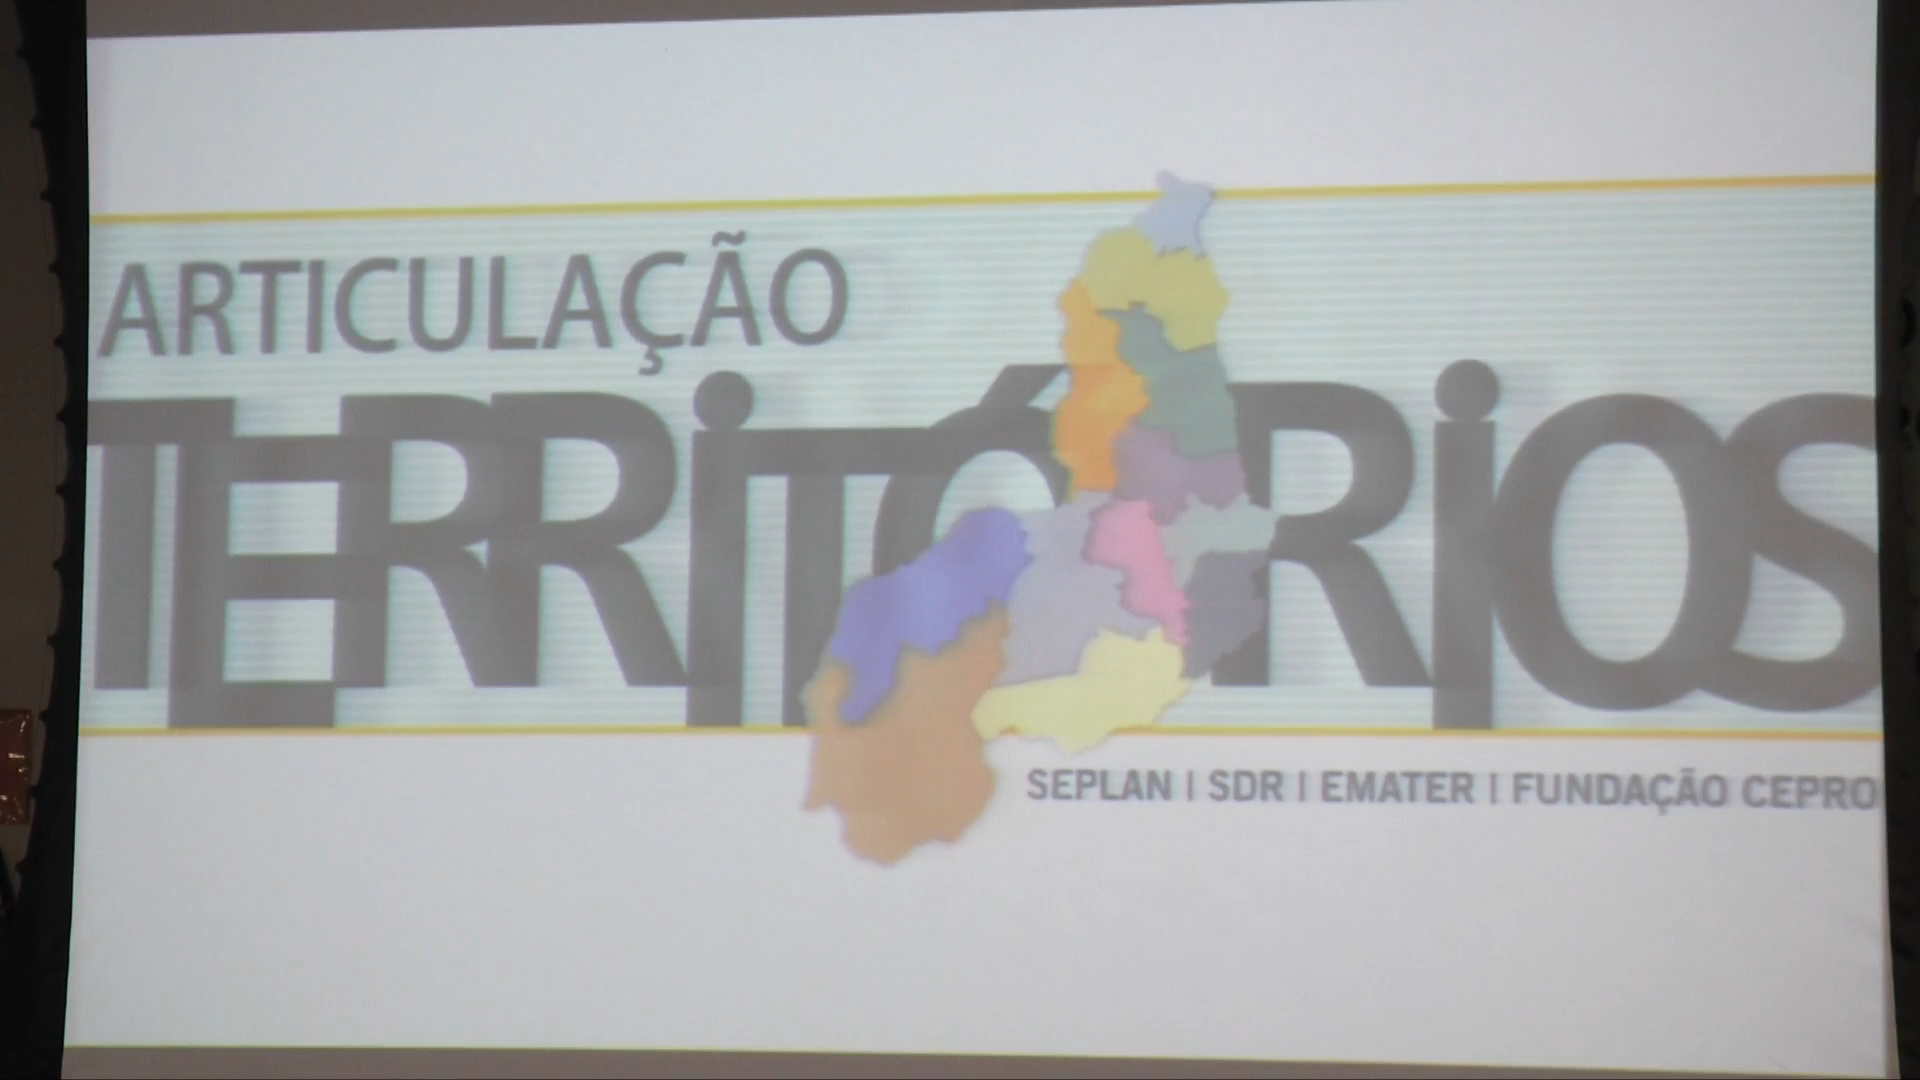 ARTICULAÇÃO
TERRiTÓRiOS
SEPLAN | SDR | EMATER | FUNDAÇÃO CEPRO